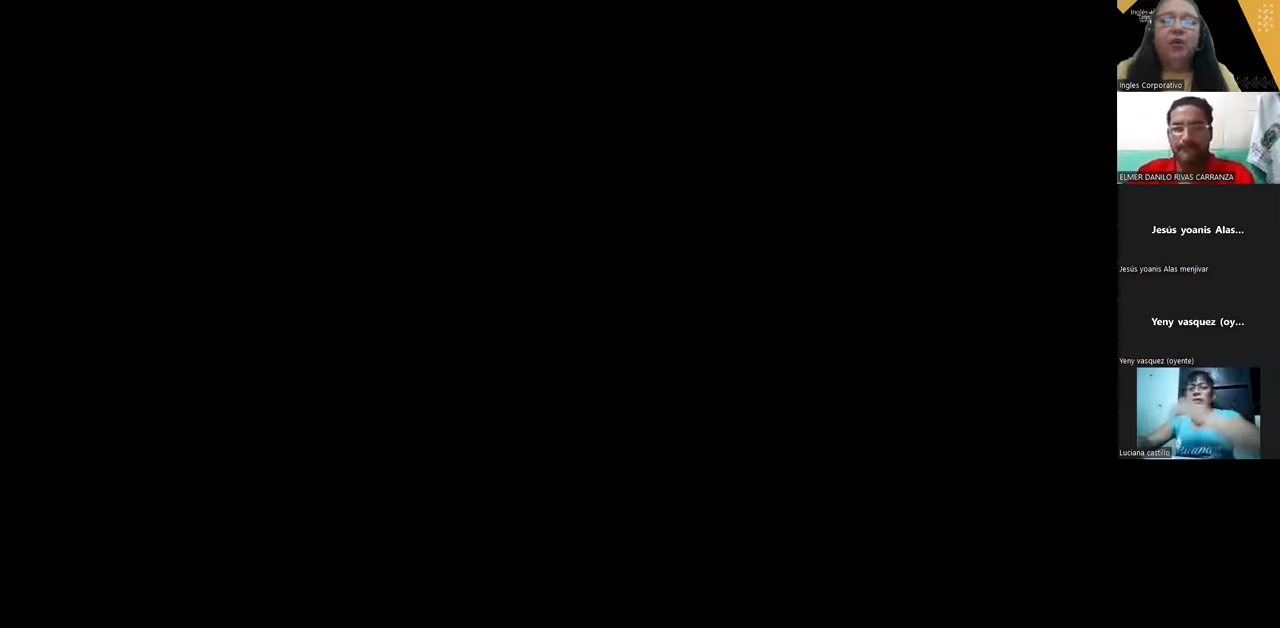 Inglés
Ingles Corporativo
ELMER DANILO RIVAS CARRANZA
Jesús yoanis Alas...
Jesús yoanis Alas menjivar
Yeny vasquez (oy...
Yeny vasquez (oyente)
Luciana castillo